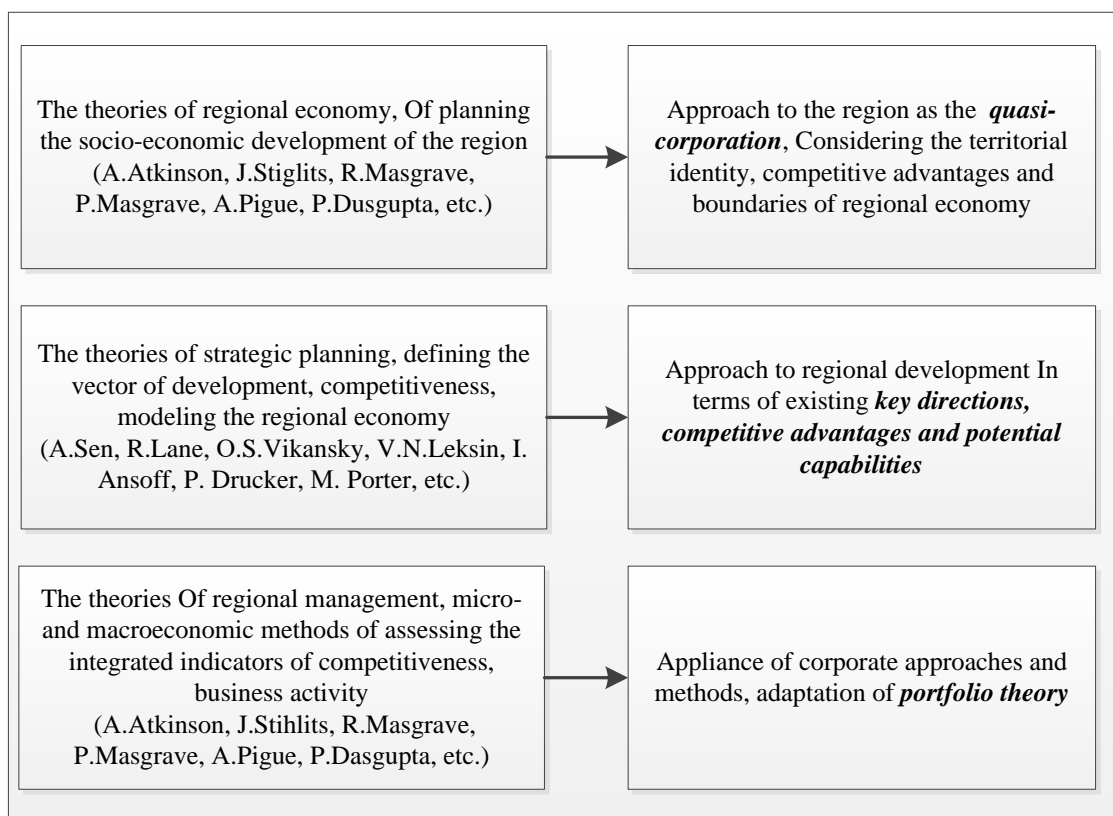 The theories of regional economy, Of planning
the socio-economic development of the region
(A.Atkinson, J.Stiglits, R.Masgrave,
P.Masgrave, A.Pigue, P.Dusgupta, etc.)
Approach to the region as the quasi-
corporation, Considering the territorial
identity, competitive advantages and
boundaries of regional economy
The theories of strategic planning, defining the
vector of development, competitiveness,
modeling the regional economy
(A.Sen, R.Lane, O.S.Vikansky, V.N.Leksin, I.
Ansoff, P. Drucker, M. Porter, etc.)
Approach to regional development In
terms of existing key directions,
competitive advantages and potential
capabilities
The theories Of regional management, micro-
and macroeconomic methods of assessing the
integrated indicators of competitiveness,
business activity
(A.Atkinson, J.Stihlits, R.Masgrave,
P.Masgrave, A.Pigue, P.Dasgupta, etc.)
Appliance of corporate approaches and
methods, adaptation of portfolio theory